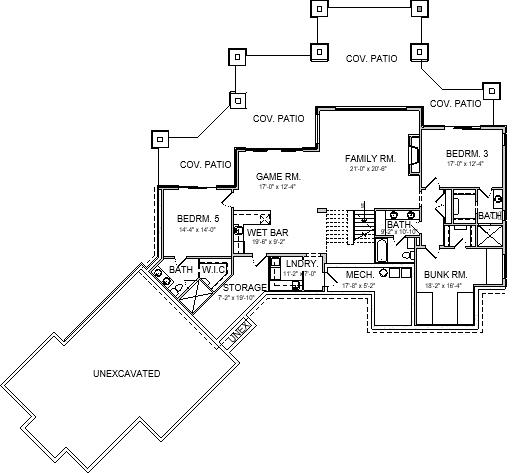 COV. PATIO
COV. PATIO
COV. PATIO
COV. PATIO
BEDRM. 3
17'-0" x 12'-4"
FAMILY RM.
21'-0" x 20'-6"
GAME RM.
17'-0" x 12'-4"
BEDRM. 5
14'-4" x 14'-0"
BATH
BATH
9'-2" x 10'-10"
WET BAR
19'-6" x 9'-2"
BATH
W.I.C.
LNDRY.
11'-2" x 7'-0"
MECH.
17'-8" x 5'-2"
BUNK RM.
18'-2" x 16'-4"
STORAGE
7'-2" x 19'-10"
UNEX.
UNEXCAVATED